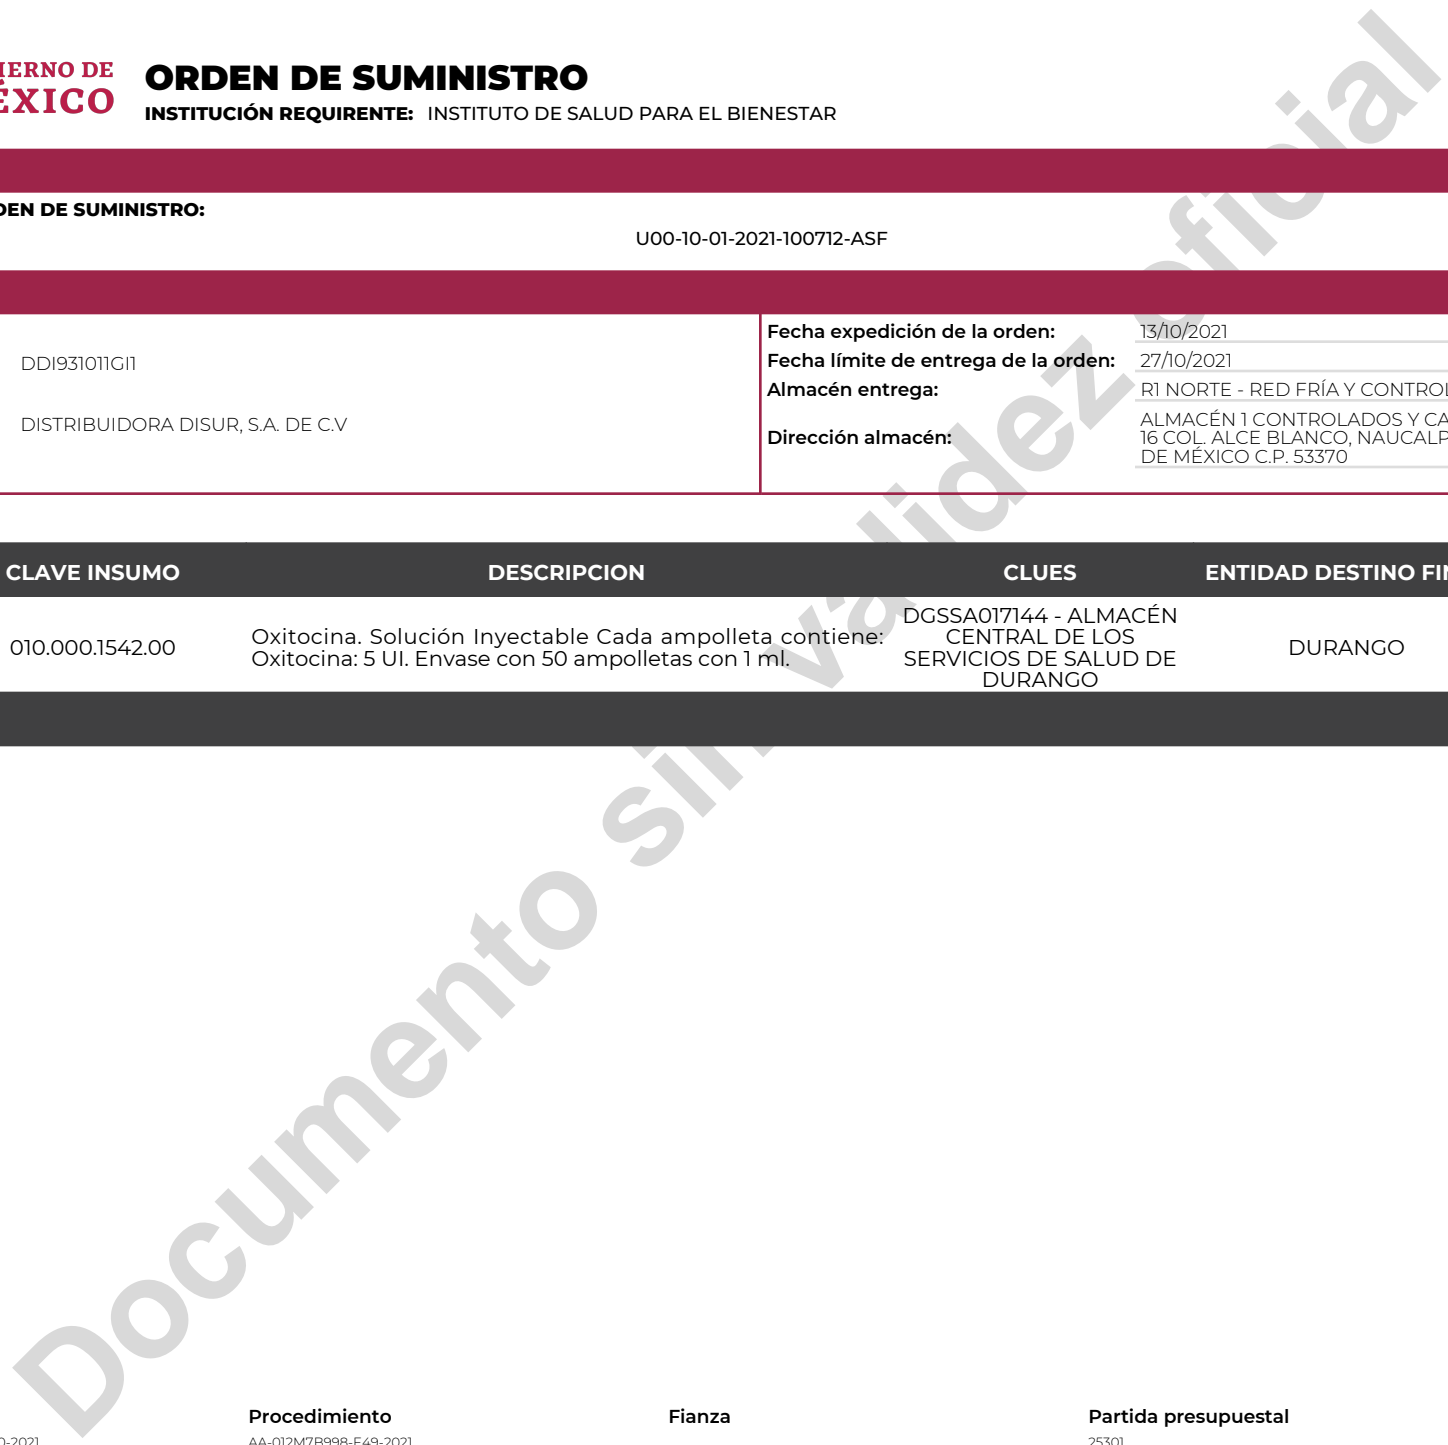 IERNO DE
ÉXICO
ORDEN DE SUMINISTRO
INSTITUCIÓN REQUIRENTE: INSTITUTO DE SALUD PARA EL BIENESTAR
DEN DE SUMINISTRO:
U00-10-01-2021-100712-ASF
DDI931011GI1
DISTRIBUIDORA DISUR, S.A. DE C.V
Fecha expedición de la orden: 13/10/2021
Fecha límite de entrega de la orden: 27/10/2021
Almacén entrega: R1 NORTE - RED FRÍA Y CONTROL
Dirección almacén: ALMACÉN 1 CONTROLADOS Y CA
16 COL. ALCE BLANCO, NAUCALP
DE MÉXICO C.P. 53370
CLAVE INSUMO DESCRIPCION CLUES ENTIDAD DESTINO FIN
010.000.1542.00
Oxitocina. Solución Inyectable Cada ampolleta contiene:
Oxitocina: 5 UI. Envase con 50 ampolletas con 1 ml.
DGSSA017144 - ALMACÉN
CENTRAL DE LOS
SERVICIOS DE SALUD DE
DURANGO
DURANGO
Documento sin validez oficial
Procedimiento Fianza Partida presupuestal
0-2021 AA-012M7B998-E49-2021 25301